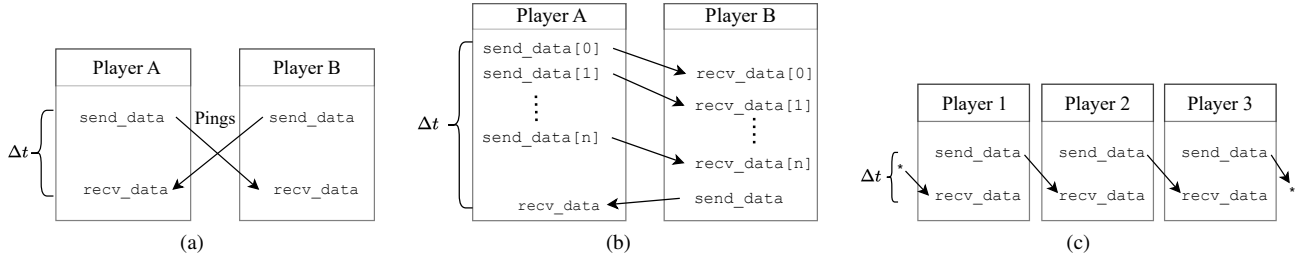 Player A Player B
send_data Pings send_data
Δt
recv_data recv_data
(a)
Player A Player B
send_data[0]
send_data[1] recv_data[0]
recv_data[1]
Δt
send_data[n]
recv_data[n]
recv_data send_data
(b)
Player 1 Player 2 Player 3
send_data send_data send_data
Δt * *
recv_data recv_data recv_data
(c)